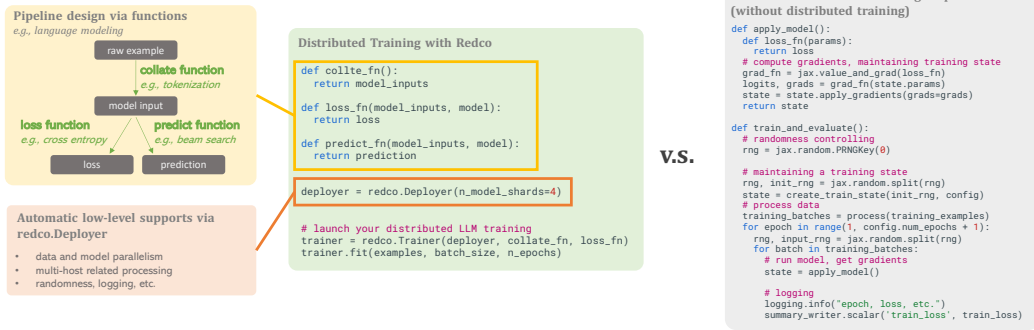 Pipeline design via functions
e.g., language modeling
raw example
collate function
e.g., tokenization
model input
loss function
e.g., cross entropy
predict function
e.g., beam search
loss
prediction
Automatic low-level supports via
redco.Deployer
• data and model parallelism
• multi-host related processing
• randomness, logging, etc.
Distributed Training with Redco
def collte_fn():
  return model_inputs
def loss_fn(model_inputs, model):
  return loss
def predict_fn(model_inputs, model):
  return prediction
deployer = redco.Deployer(n_model_shards=4)
# launch your distributed LLM training
trainer = redco.Trainer(deployer, collate_fn, loss_fn)
trainer.fit(examples, batch_size, n_epochs)
v.s.
(without distributed training)
def apply_model():
  def loss_fn(params):
    return loss
  # compute gradients, maintaining training state
  grad_fn = jax.value_and_grad(loss_fn)
  logits, grads = grad_fn(state.params)
  state = state.apply_gradients(grads=grads)
  return state
def train_and_evaluate():
  # randomness controlling
  rng = jax.random.PRNGKey(0)
  # maintaining a training state
  rng, init_rng = jax.random.split(rng)
  state = create_train_state(init_rng, config)
  # process data
  training_batches = process(training_examples)
  for epoch in range(1, config.num_epochs + 1):
    rng, input_rng = jax.random.split(rng)
    for batch in training_batches:
      # run model, get gradients
      state = apply_model()
      # logging
      logging.info("epoch, loss, etc.")
      summary_writer.scalar('train_loss', train_loss)